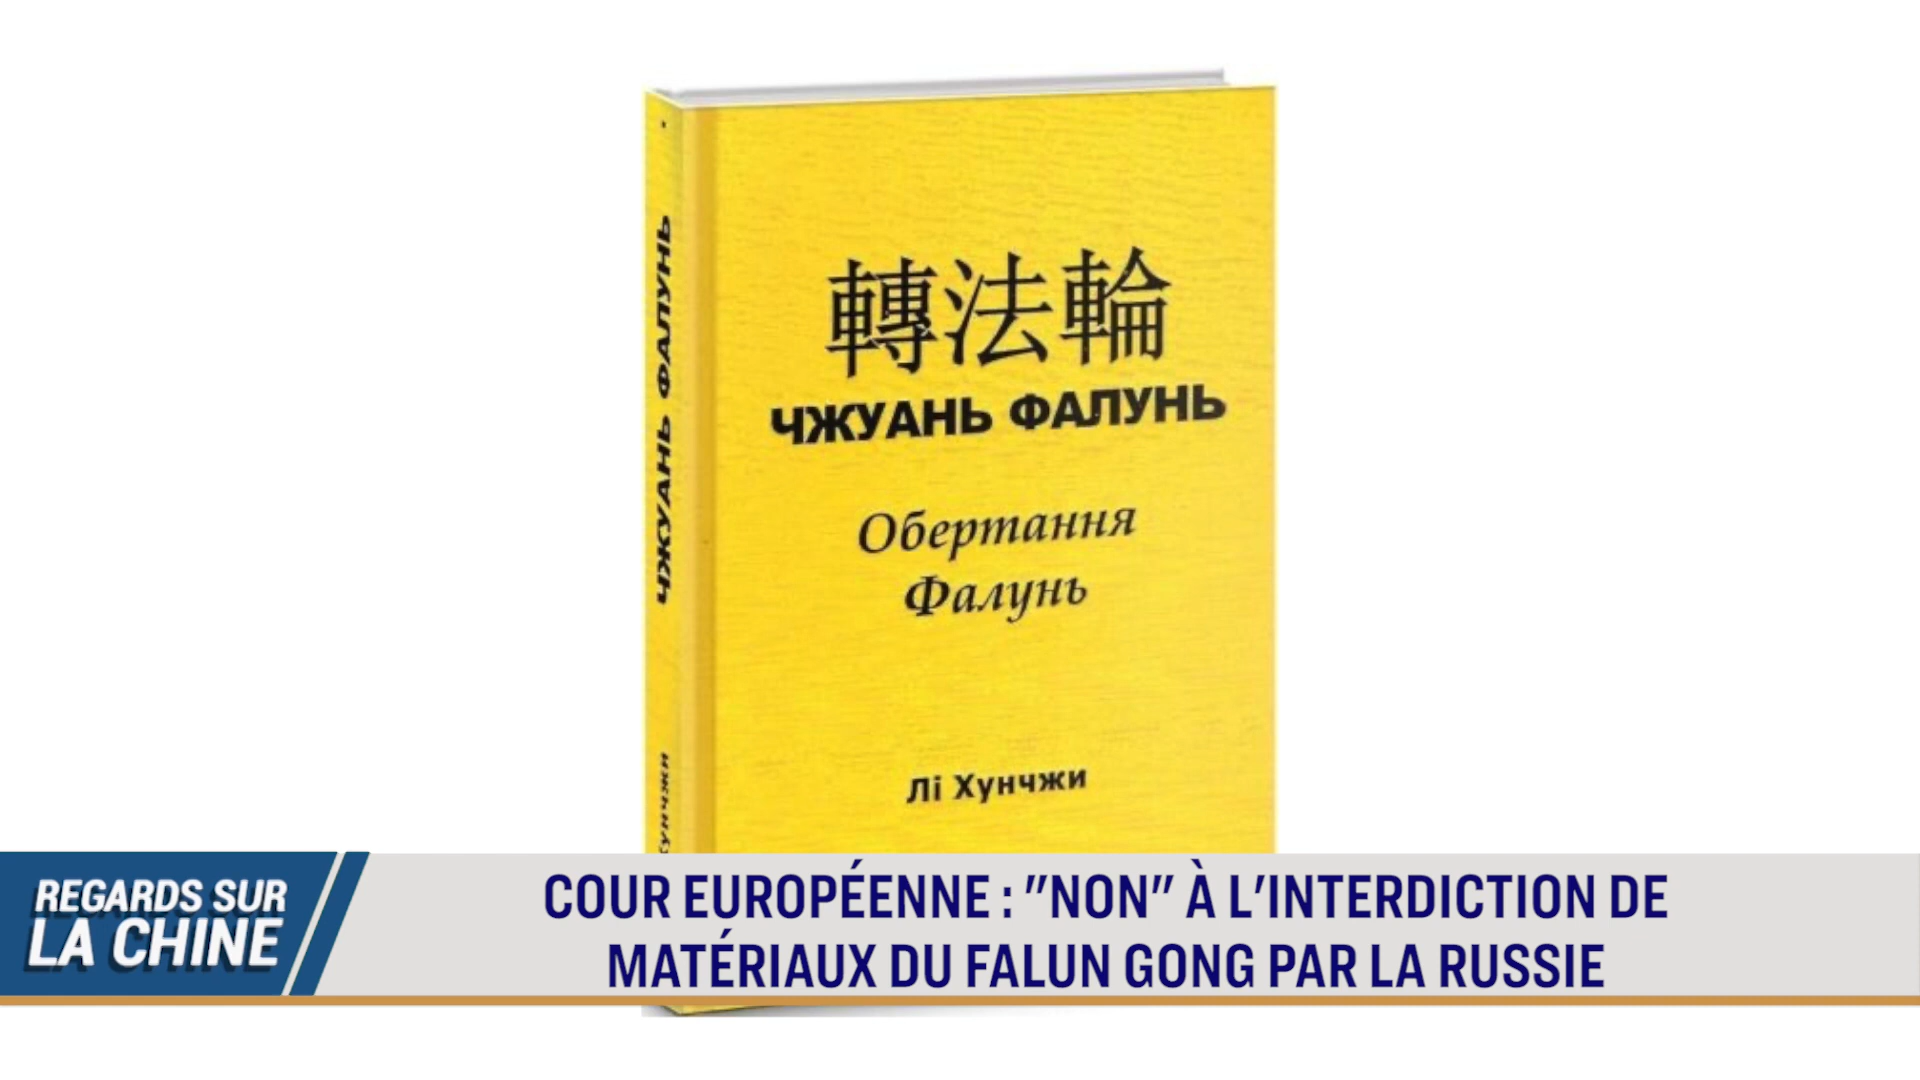 轉法輪
ЧЖУАНЬ ФАЛУНЬ
Обертання
Фалунь
Лі Хунчжи
ЧЖУАНЬ ФАЛУНЬ
REGARDS SUR
LA CHINE
COUR EUROPÉENNE : "NON" À L'INTERDICTION DE
MATÉRIAUX DU FALUN GONG PAR LA RUSSIE